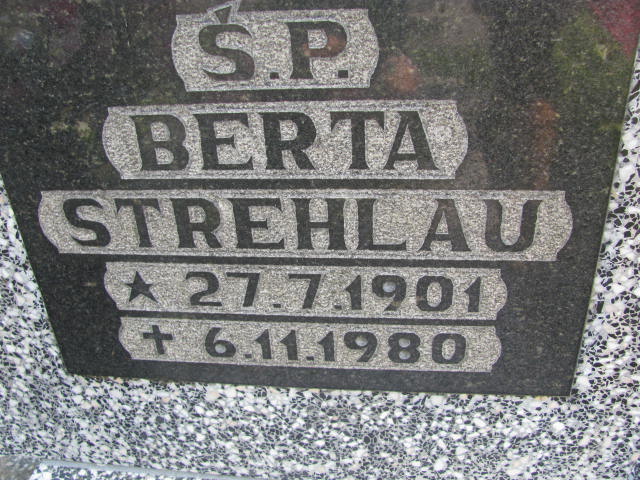 Ś.P.
BERTA
STREHLAU
★ 27.7.1901
✝ 6.11.1980